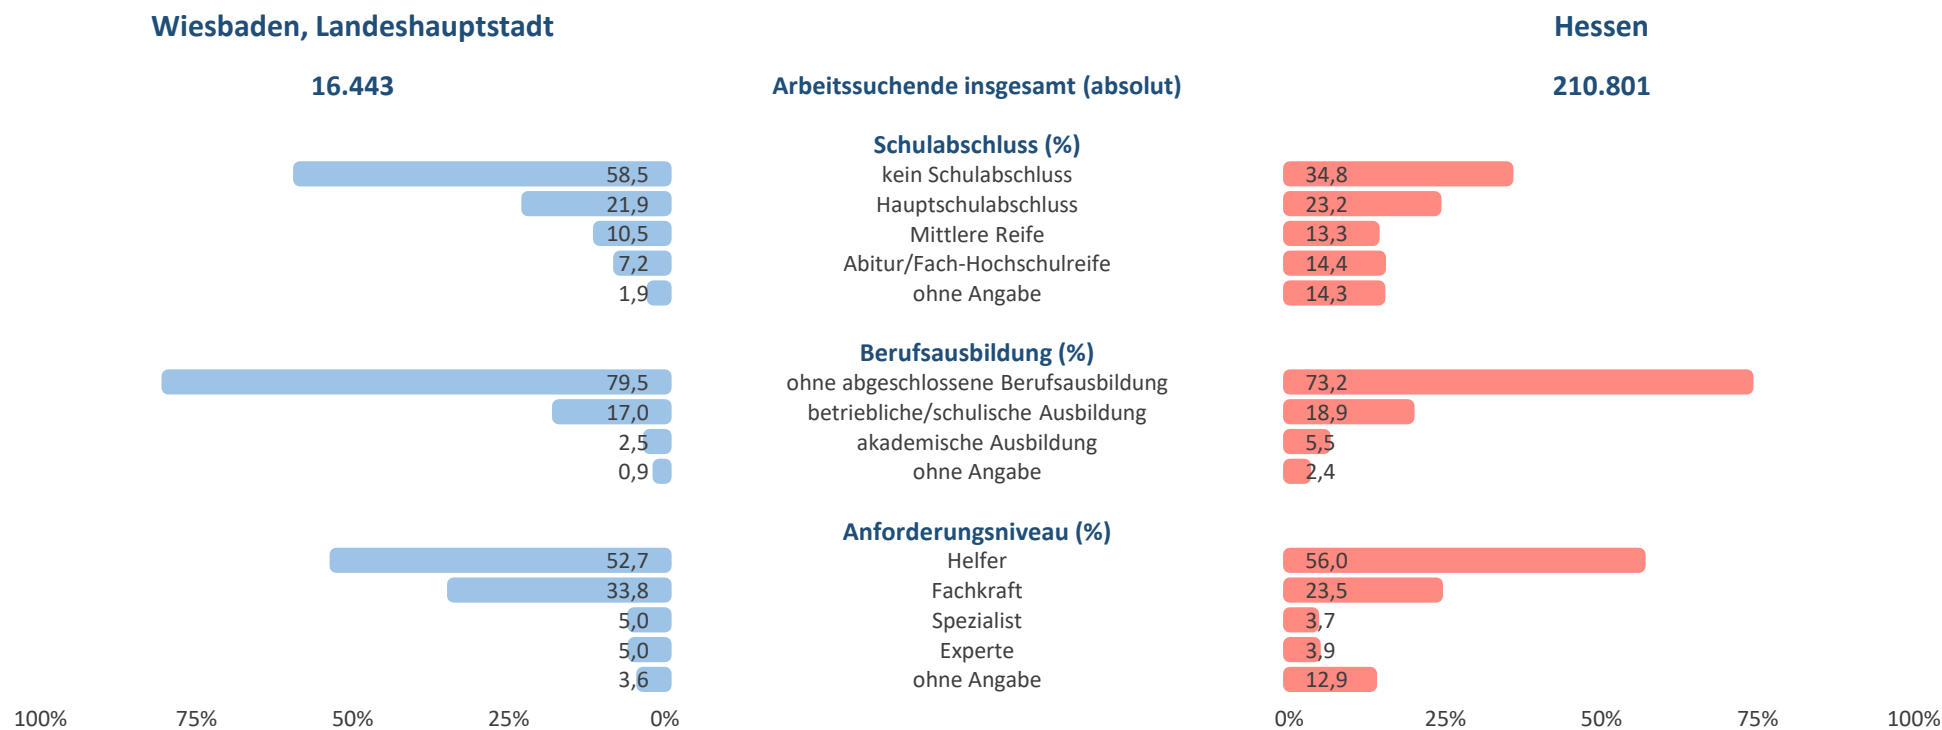 Wiesbaden, Landeshauptstadt Hessen
16.443 Arbeitssuchende insgesamt (absolut) 210.801
Schulabschluss (%)
58,5 kein Schulabschluss 34,8
21,9 Hauptschulabschluss 23,2
10,5 Mittlere Reife 13,3
7,2 Abitur/Fach-Hochschulreife 14,4
1,9 ohne Angabe 14,3
Berufsausbildung (%)
79,5 ohne abgeschlossene Berufsausbildung 73,2
17,0 betriebliche/schulische Ausbildung 18,9
2,5 akademische Ausbildung 5,5
0,9 ohne Angabe 2,4
Anforderungsniveau (%)
52,7 Helfer 56,0
33,8 Fachkraft 23,5
5,0 Spezialist 3,7
5,0 Experte 3,9
3,6 ohne Angabe 12,9
100% 75% 50% 25% 0% 0% 25% 50% 75% 100%